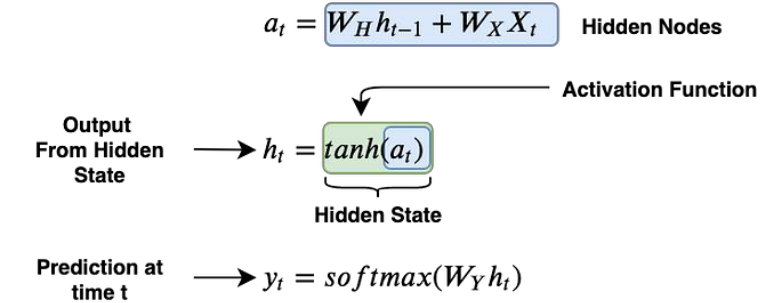 a_t = W_H h_{t-1} + W_X X_t Hidden Nodes
Activation Function
Output
From Hidden
State
h_t = tanh(a_t)
Hidden State
Prediction at
time t
y_t = softmax(W_Y h_t)